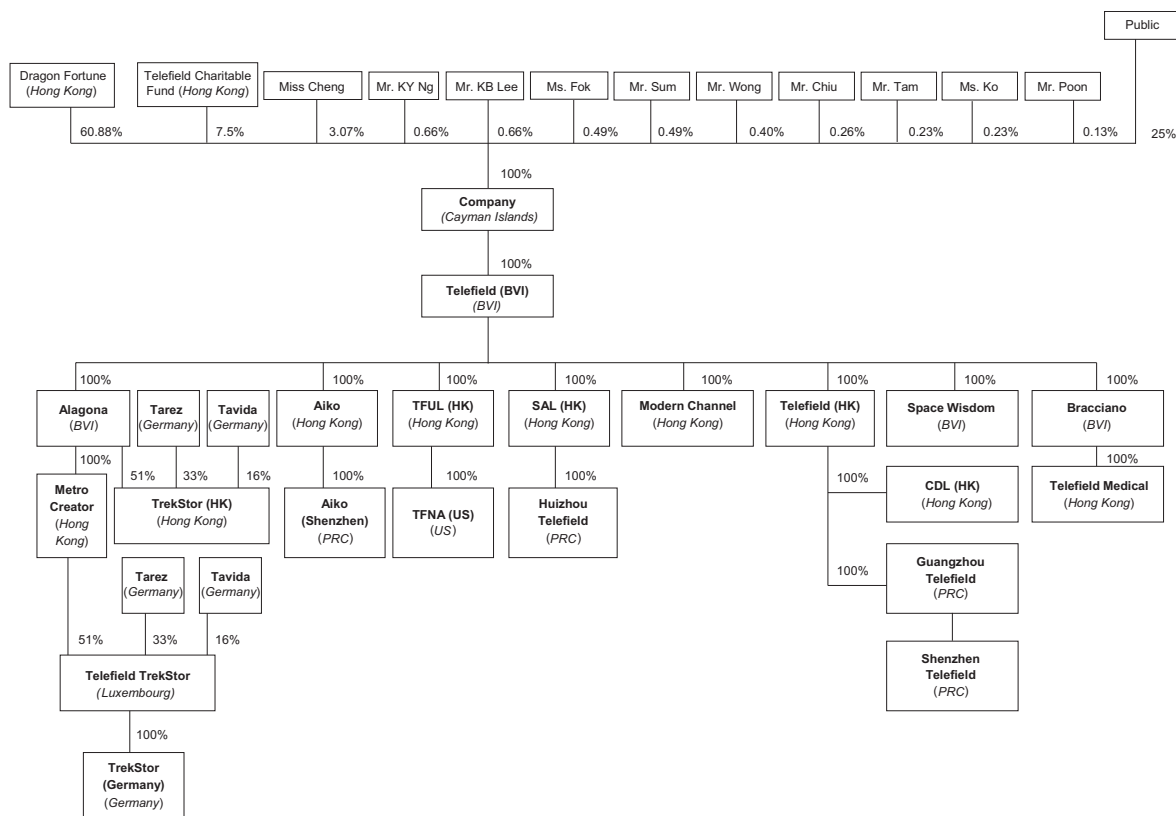 Public
Dragon Fortune
(Hong Kong)
Telefield Charitable
Fund (Hong Kong)
Miss Cheng
Mr. KY Ng
Mr. KB Lee
Ms. Fok
Mr. Sum
Mr. Wong
Mr. Chiu
Mr. Tam
Ms. Ko
Mr. Poon
60.88%
7.5%
3.07%
0.66%
0.66%
0.49%
0.49%
0.40%
0.26%
0.23%
0.23%
0.13%
25%
100%
Company
(Cayman Islands)
100%
Telefield (BVI)
(BVI)
100%
100%
100%
100%
100%
100%
100%
100%
Alagona
(BVI)
Tarez
(Germany)
Tavida
(Germany)
Aiko
(Hong Kong)
TFUL (HK)
(Hong Kong)
SAL (HK)
(Hong Kong)
Modern Channel
(Hong Kong)
Telefield (HK)
(Hong Kong)
Space Wisdom
(BVI)
Bracciano
(BVI)
100%
51%
33%
16%
100%
100%
100%
100%
100%
Metro
Creator
(Hong
Kong)
TrekStor (HK)
(Hong Kong)
Aiko
(Shenzhen)
(PRC)
TFNA (US)
(US)
Huizhou
Telefield
(PRC)
CDL (HK)
(Hong Kong)
Telefield Medical
(Hong Kong)
Tarez
(Germany)
Tavida
(Germany)
100%
Guangzhou
Telefield
(PRC)
51%
33%
16%
Telefield TrekStor
(Luxembourg)
Shenzhen
Telefield
(PRC)
100%
TrekStor
(Germany)
(Germany)